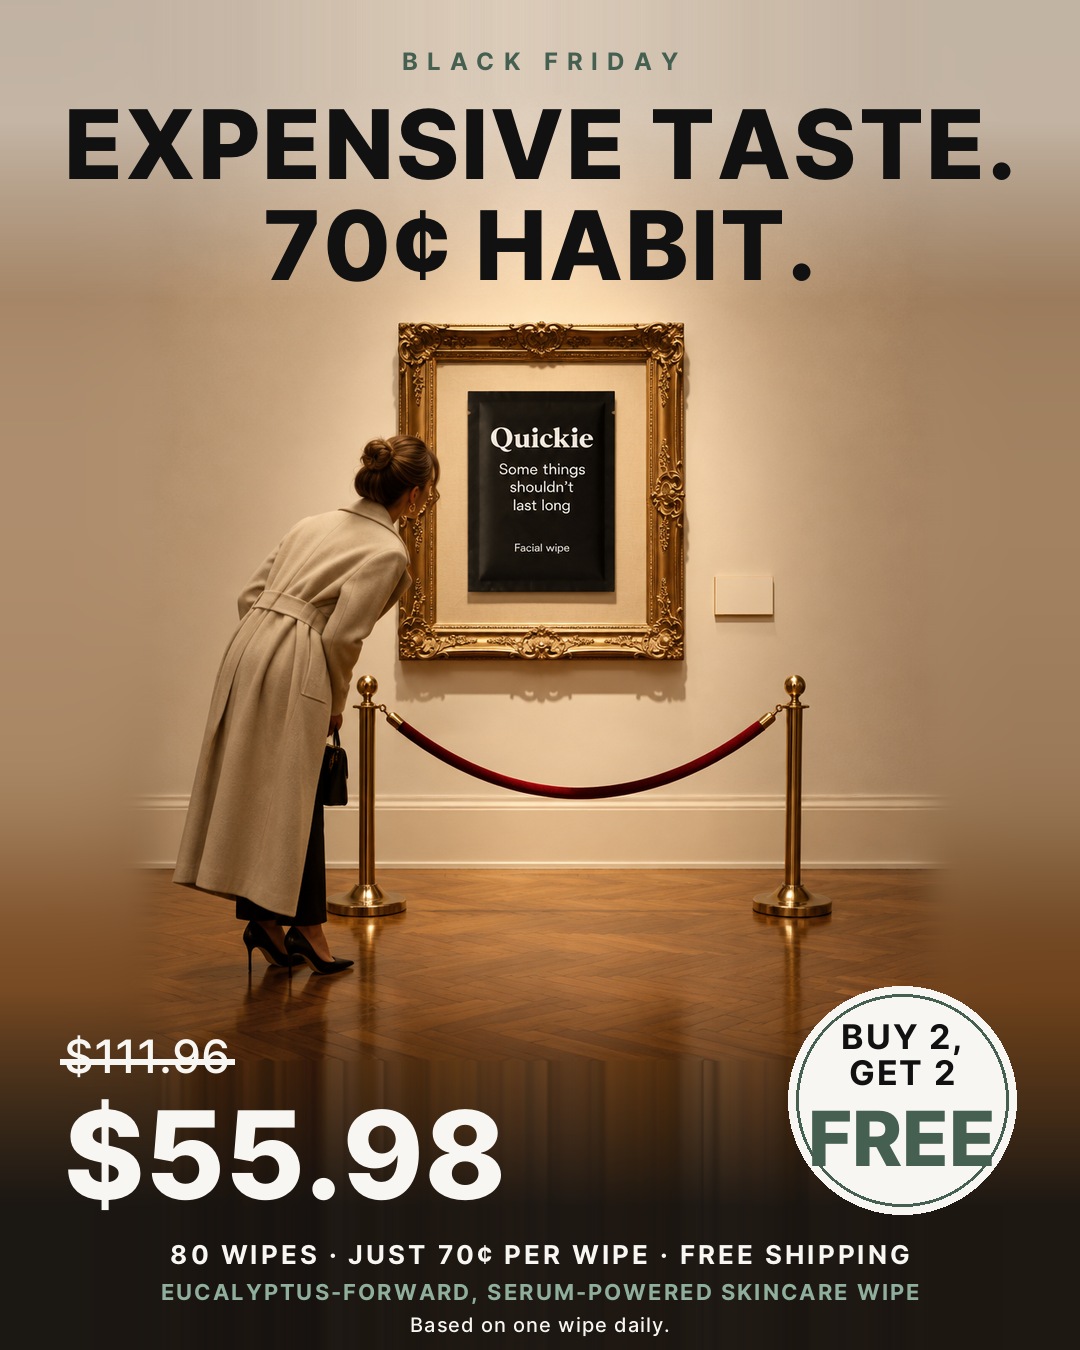 BLACK FRIDAY
EXPENSIVE TASTE.
70¢ HABIT.
Quickie
Some things
shouldn't
last long
Facial wipe
$111.96
$55.98
BUY 2,
GET 2
FREE
80 WIPES · JUST 70¢ PER WIPE · FREE SHIPPING
EUCALYPTUS-FORWARD, SERUM-POWERED SKINCARE WIPE
Based on one wipe daily.